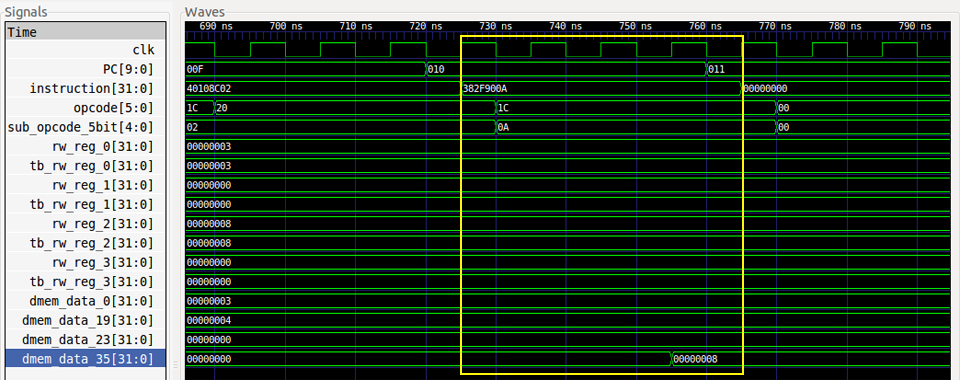 Signals
Waves
Time
690 ns 700 ns 710 ns 720 ns 730 ns 740 ns 750 ns 760 ns 770 ns 780 ns 790 ns
clk
PC[9:0] 00F 010 011
instruction[31:0] 40108C02 382F900A 00000000
opcode[5:0] 1C 20 1C 00
sub_opcode_5bit[4:0] 02 0A 00
rw_reg_0[31:0] 00000003
tb_rw_reg_0[31:0] 00000003
rw_reg_1[31:0] 00000000
tb_rw_reg_1[31:0] 00000000
rw_reg_2[31:0] 00000008
tb_rw_reg_2[31:0] 00000008
rw_reg_3[31:0] 00000000
tb_rw_reg_3[31:0] 00000000
dmem_data_0[31:0] 00000003
dmem_data_19[31:0] 00000004
dmem_data_23[31:0] 00000000
dmem_data_35[31:0] 00000000 00000008